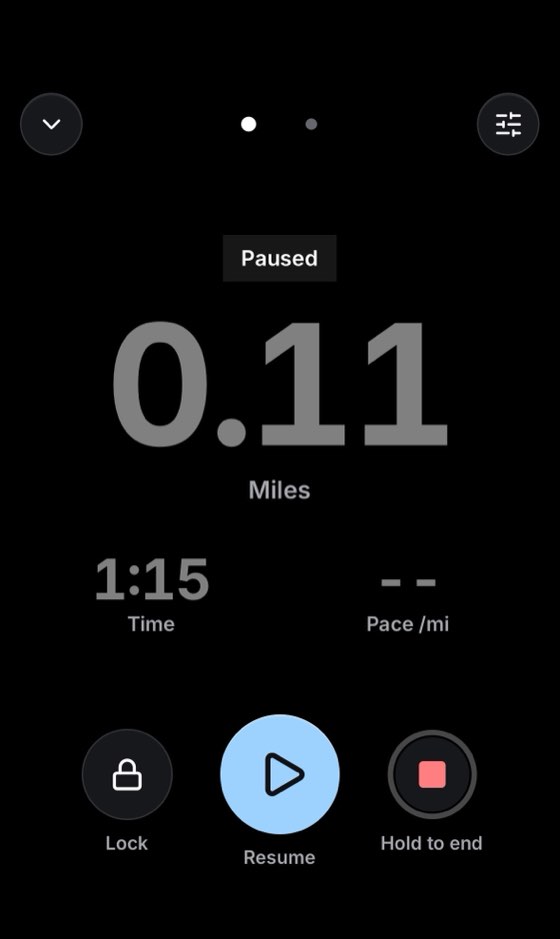 Paused
0.11
Miles
1:15
Time
--
Pace /mi
Lock
Resume
Hold to end